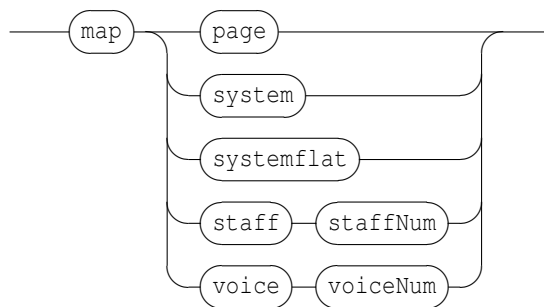 map page
system
systemflat
staff staffNum
voice voiceNum